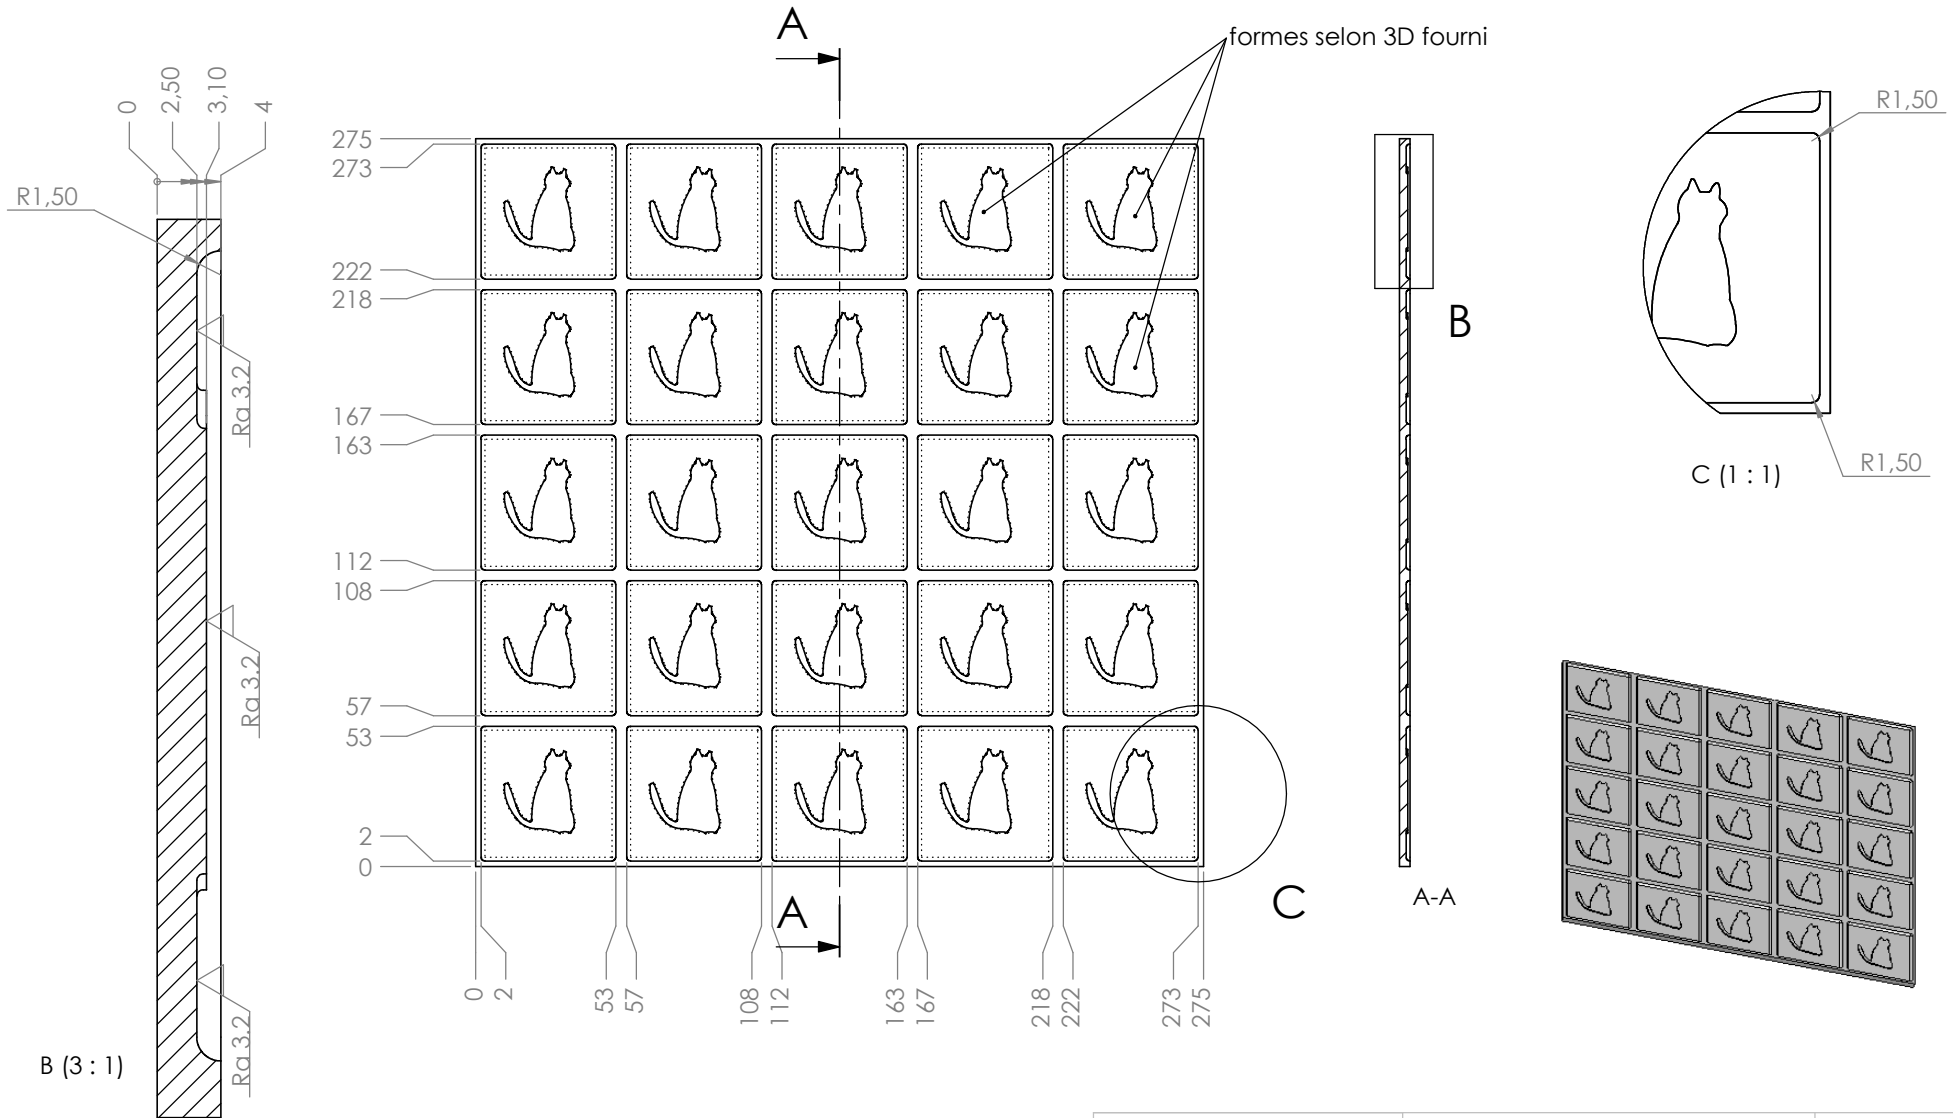 A
formes selon 3D fourni
0
2,50
3,10
4
R1,50
Ra 3.2
Ra 3.2
Ra 3.2
B (3 : 1)
275
273
222
218
167
163
112
108
57
53
2
0
A
0
2
53
57
108
112
163
167
218
222
273
275
C
B
A-A
R1,50
R1,50
C (1 : 1)